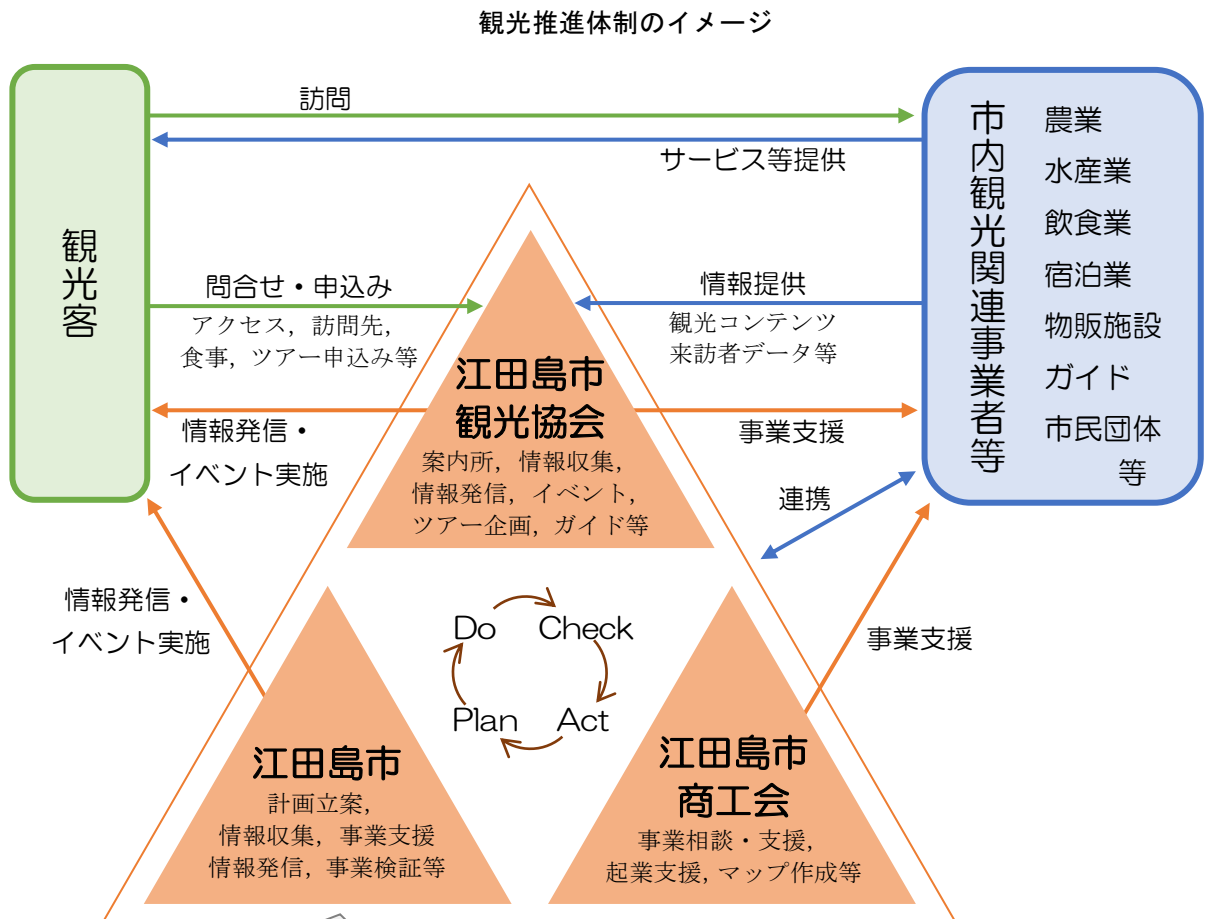 観光推進体制のイメージ
訪問
サービス等提供
観光客
市内観光関連事業者等
農業
水産業
飲食業
宿泊業
物販施設
ガイド
市民団体
等
問合せ・申込み
アクセス，訪問先，
食事，ツアー申込み等
情報提供
観光コンテンツ
来訪者データ等
江田島市
観光協会
案内所，情報収集，
情報発信，イベント，
ツアー企画，ガイド等
情報発信・
イベント実施
事業支援
連携
情報発信・
イベント実施
事業支援
Do
Check
Plan
Act
江田島市
計画立案，
情報収集，事業支援
情報発信，事業検証等
江田島市
商工会
事業相談・支援，
起業支援，マップ作成等